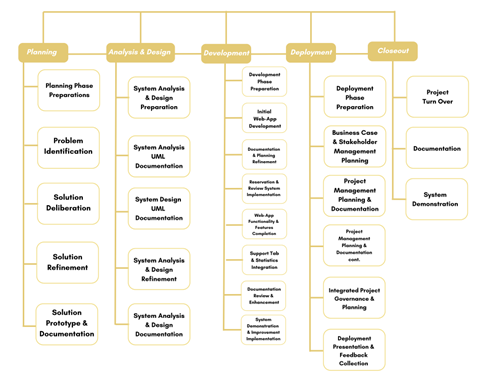 Planning
Analysis & Design
Development
Deployment
Closeout
Planning Phase
Preparations
Problem
Identification
Solution
Deliberation
Solution
Refinement
Solution
Prototype &
Documentation
System Analysis
& Design
Preparation
System Analysis
UML
Documentation
System Design
UML
Documentation
System Analysis
& Design
Refinement
System Analysis
& Design
Documentation
Development
Phase
Preparation
Initial
Web-App
Development
Documentation
& Planning
Refinement
Reservation &
Review System
Implementation
Web-App
Functionality &
Features
Completion
Support Tab
& Statistics
Integration
Documentation
Review &
Enhancement
System
Demonstration
& Improvement
Implementation
Deployment
Phase
Preparation
Business Case
& Stakeholder
Management
Planning
Project
Management
Planning &
Documentation
Project
Management
Planning &
Documentation
cont.
Integrated Project
Governance &
Planning
Deployment
Presentation &
Feedback
Collection
Project
Turn Over
Documentation
System
Demonstration